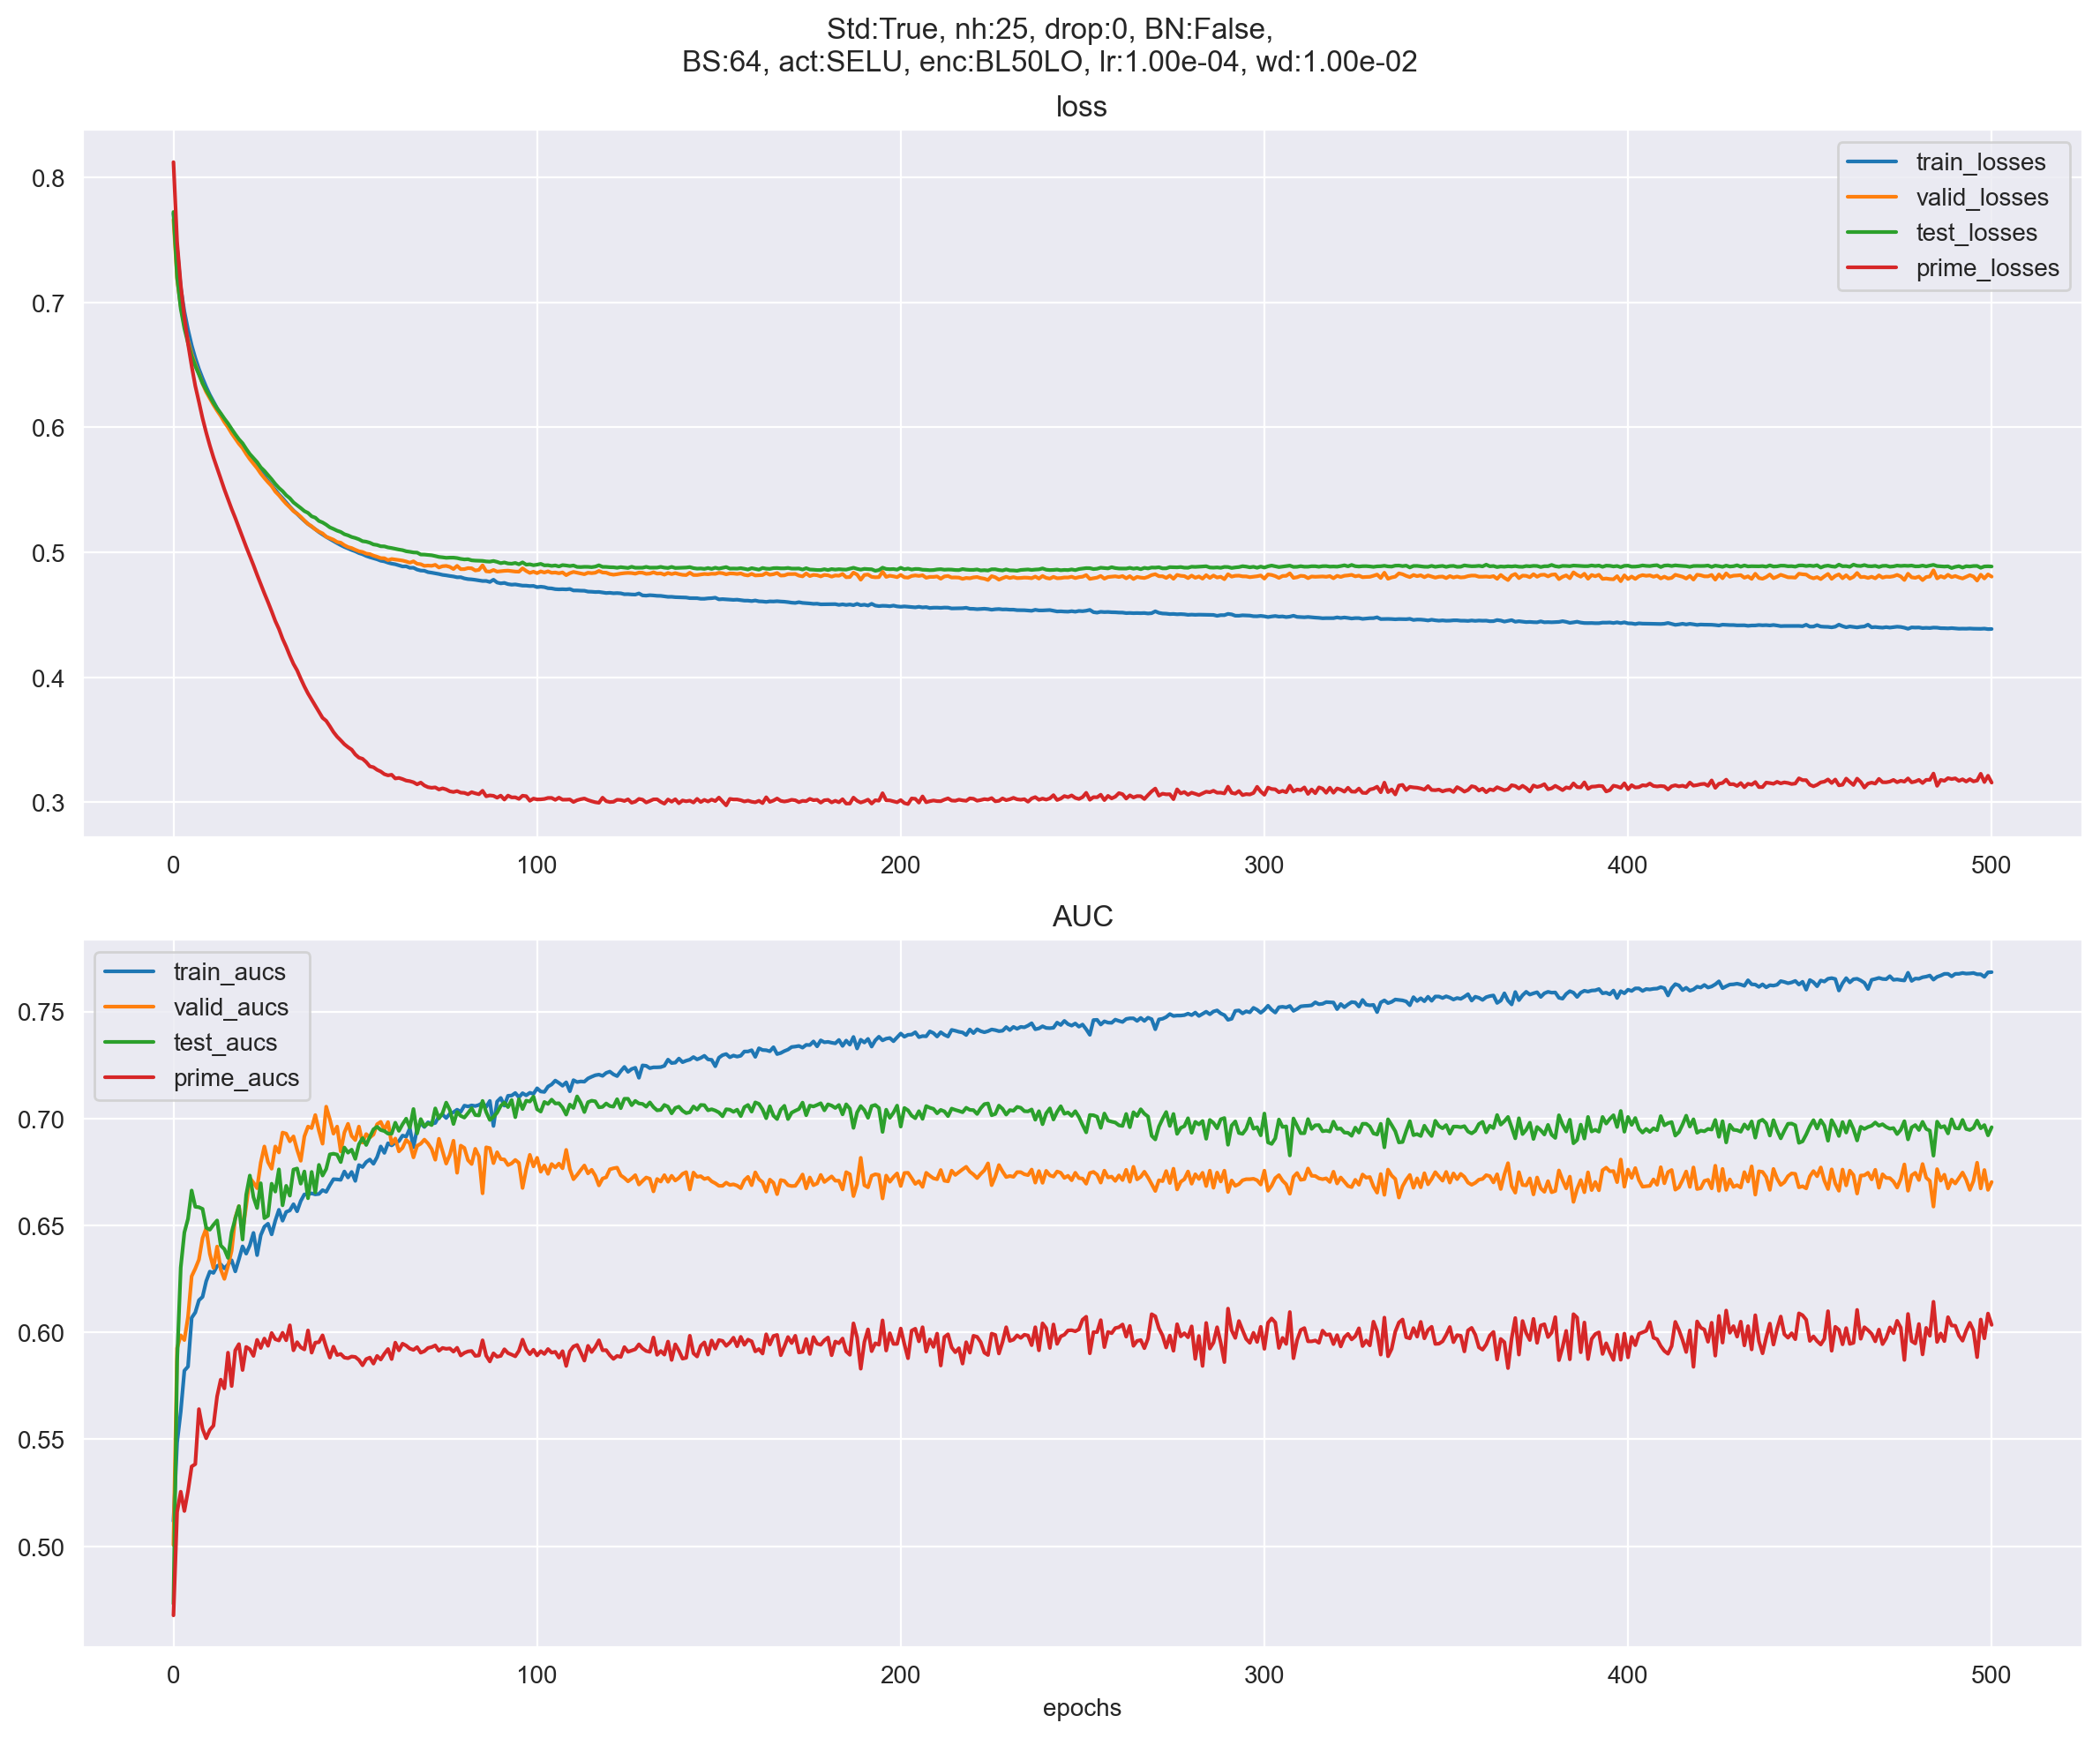 Std:True, nh:25, drop:0, BN:False,
BS:64, act:SELU, enc:BL50LO, lr:1.00e-04, wd:1.00e-02
loss
train_losses
valid_losses
test_losses
prime_losses
0.8
0.7
0.6
0.5
0.4
0.3
0 100 200 300 400 500
AUC
train_aucs
valid_aucs
test_aucs
prime_aucs
0.75
0.70
0.65
0.60
0.55
0.50
0 100 200 300 400 500
epochs